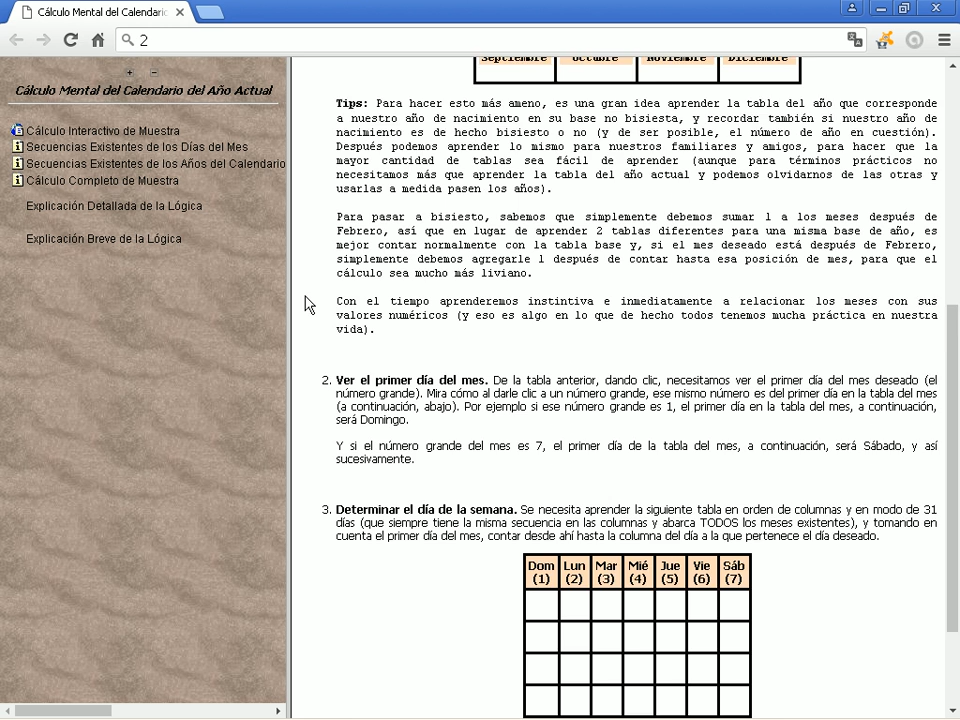 Cálculo Mental del Calendario
2
+ −
Cálculo Mental del Calendario del Año Actual
Cálculo Interactivo de Muestra
Secuencias Existentes de los Días del Mes
Secuencias Existentes de los Años del Calendario
Cálculo Completo de Muestra
Explicación Detallada de la Lógica
Explicación Breve de la Lógica
Septiembre Octubre Noviembre Diciembre
Tips: Para hacer esto más ameno, es una gran idea aprender la tabla del año que corresponde
a nuestro año de nacimiento en su base no bisiesta, y recordar también si nuestro año de
nacimiento es de hecho bisiesto o no (y de ser posible, el número de año en cuestión).
Después podemos aprender lo mismo para nuestros familiares y amigos, para hacer que la
mayor cantidad de tablas sea fácil de aprender (aunque para términos prácticos no
necesitamos más que aprender la tabla del año actual y podemos olvidarnos de las otras y
usarlas a medida pasen los años).
Para pasar a bisiesto, sabemos que simplemente debemos sumar 1 a los meses después de
Febrero, así que en lugar de aprender 2 tablas diferentes para una misma base de año, es
mejor contar normalmente con la tabla base y, si el mes deseado está después de Febrero,
simplemente debemos agregarle 1 después de contar hasta esa posición de mes, para que el
cálculo sea mucho más liviano.
Con el tiempo aprenderemos instintiva e inmediatamente a relacionar los meses con sus
valores numéricos (y eso es algo en lo que de hecho todos tenemos mucha práctica en nuestra
vida).
2. Ver el primer día del mes. De la tabla anterior, dando clic, necesitamos ver el primer día del mes deseado (el
número grande). Mira cómo al darle clic a un número grande, ese mismo número es del primer día en la tabla del mes
(a continuación, abajo). Por ejemplo si ese número grande es 1, el primer día en la tabla del mes, a continuación,
será Domingo.
Y si el número grande del mes es 7, el primer día de la tabla del mes, a continuación, será Sábado, y así
sucesivamente.
3. Determinar el día de la semana. Se necesita aprender la siguiente tabla en orden de columnas y en modo de 31
días (que siempre tiene la misma secuencia en las columnas y abarca TODOS los meses existentes), y tomando en
cuenta el primer día del mes, contar desde ahí hasta la columna del día a la que pertenece el día deseado.
Dom Lun Mar Mié Jue Vie Sáb
(1) (2) (3) (4) (5) (6) (7)